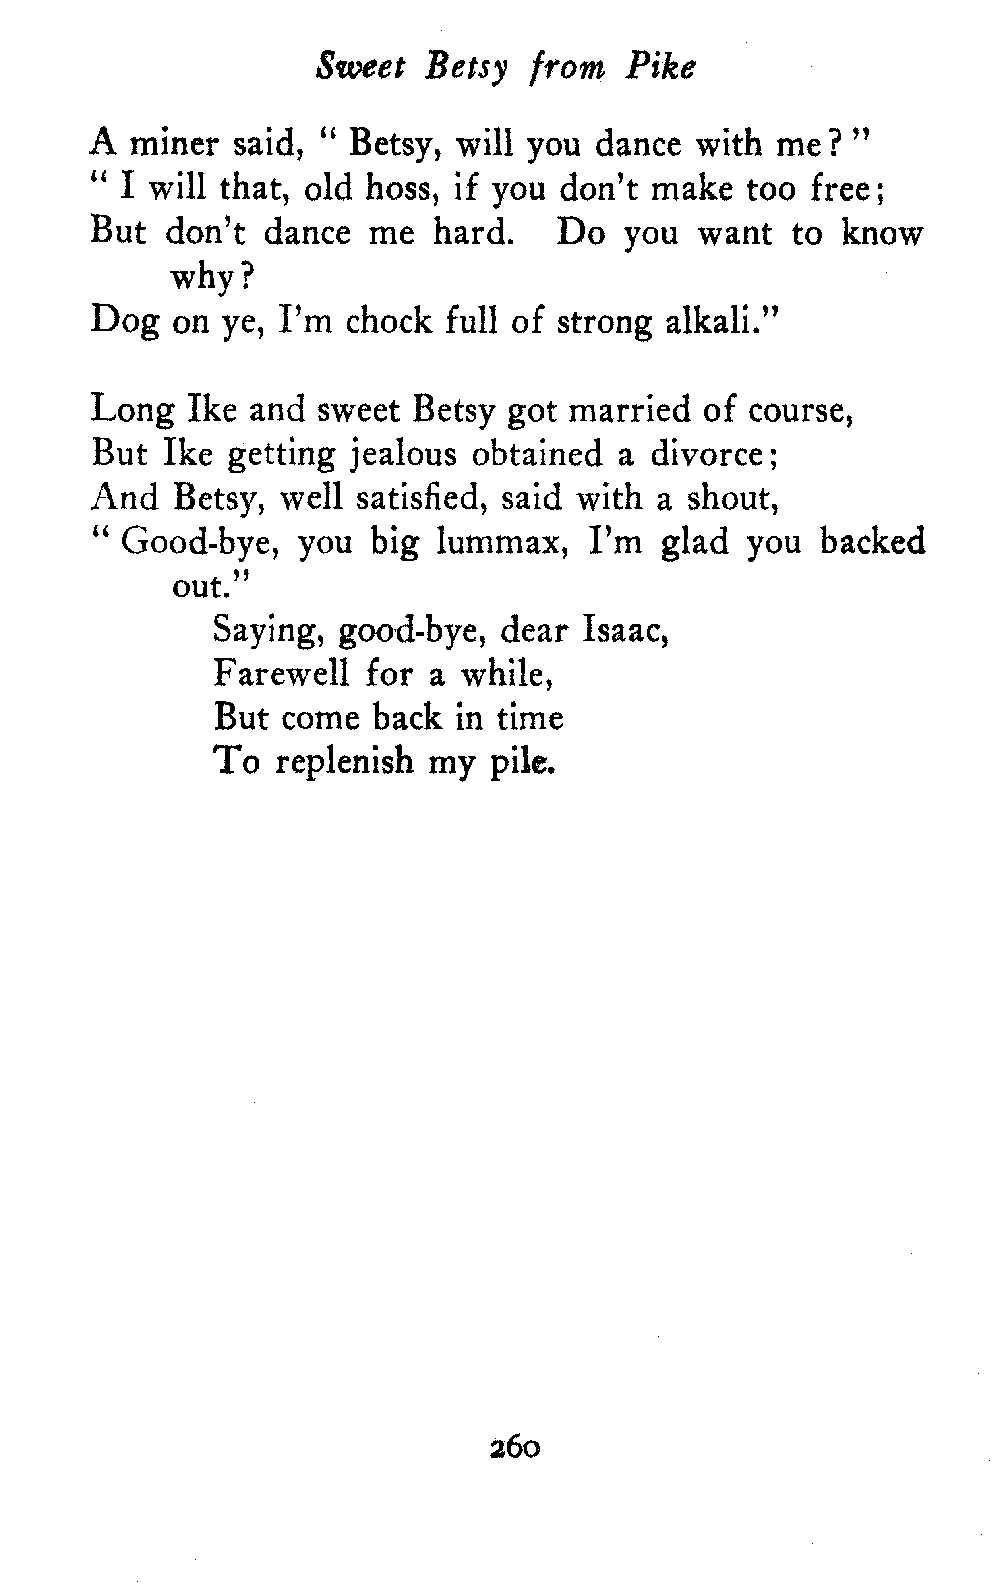 Sweet Betsy from Pike
A miner said, " Betsy, will you dance with me? "
" I will that, old hoss, if you don't make too free;
But don't dance me hard. Do you want to know
why?
Dog on ye, I'm chock full of strong alkali."
Long Ike and sweet Betsy got married of course,
But Ike getting jealous obtained a divorce;
And Betsy, well satisfied, said with a shout,
" Good-bye, you big lummax, I'm glad you backed
out."
Saying, good-bye, dear Isaac,
Farewell for a while,
But come back in time
To replenish my pile.
260